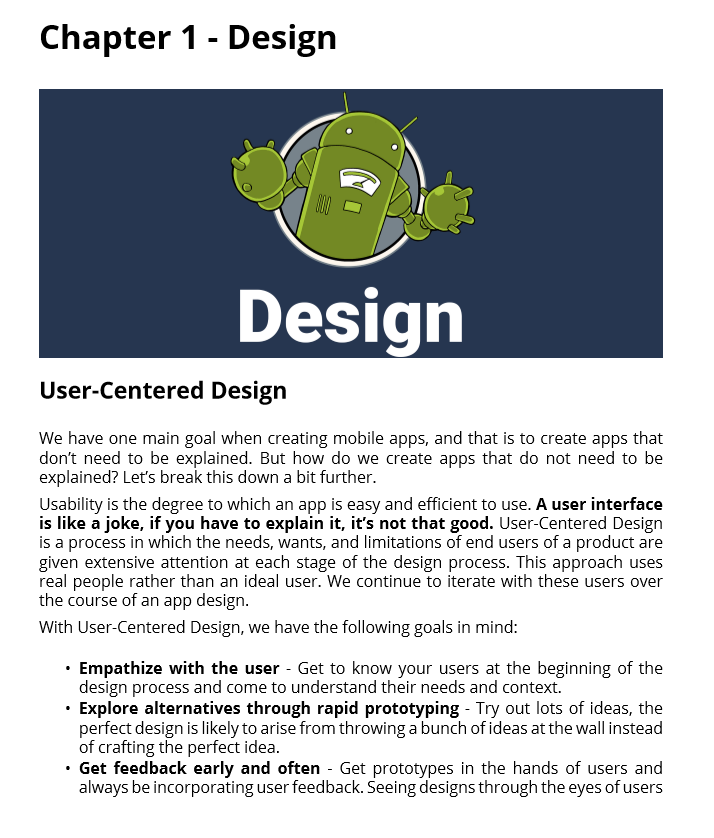 Chapter 1 - Design
Design
User-Centered Design
We have one main goal when creating mobile apps, and that is to create apps that
don’t need to be explained. But how do we create apps that do not need to be
explained? Let’s break this down a bit further.
Usability is the degree to which an app is easy and efficient to use. A user interface
is like a joke, if you have to explain it, it’s not that good. User-Centered Design
is a process in which the needs, wants, and limitations of end users of a product are
given extensive attention at each stage of the design process. This approach uses
real people rather than an ideal user. We continue to iterate with these users over
the course of an app design.
With User-Centered Design, we have the following goals in mind:
• Empathize with the user - Get to know your users at the beginning of the
design process and come to understand their needs and context.
• Explore alternatives through rapid prototyping - Try out lots of ideas, the
perfect design is likely to arise from throwing a bunch of ideas at the wall instead
of crafting the perfect idea.
• Get feedback early and often - Get prototypes in the hands of users and
always be incorporating user feedback. Seeing designs through the eyes of users